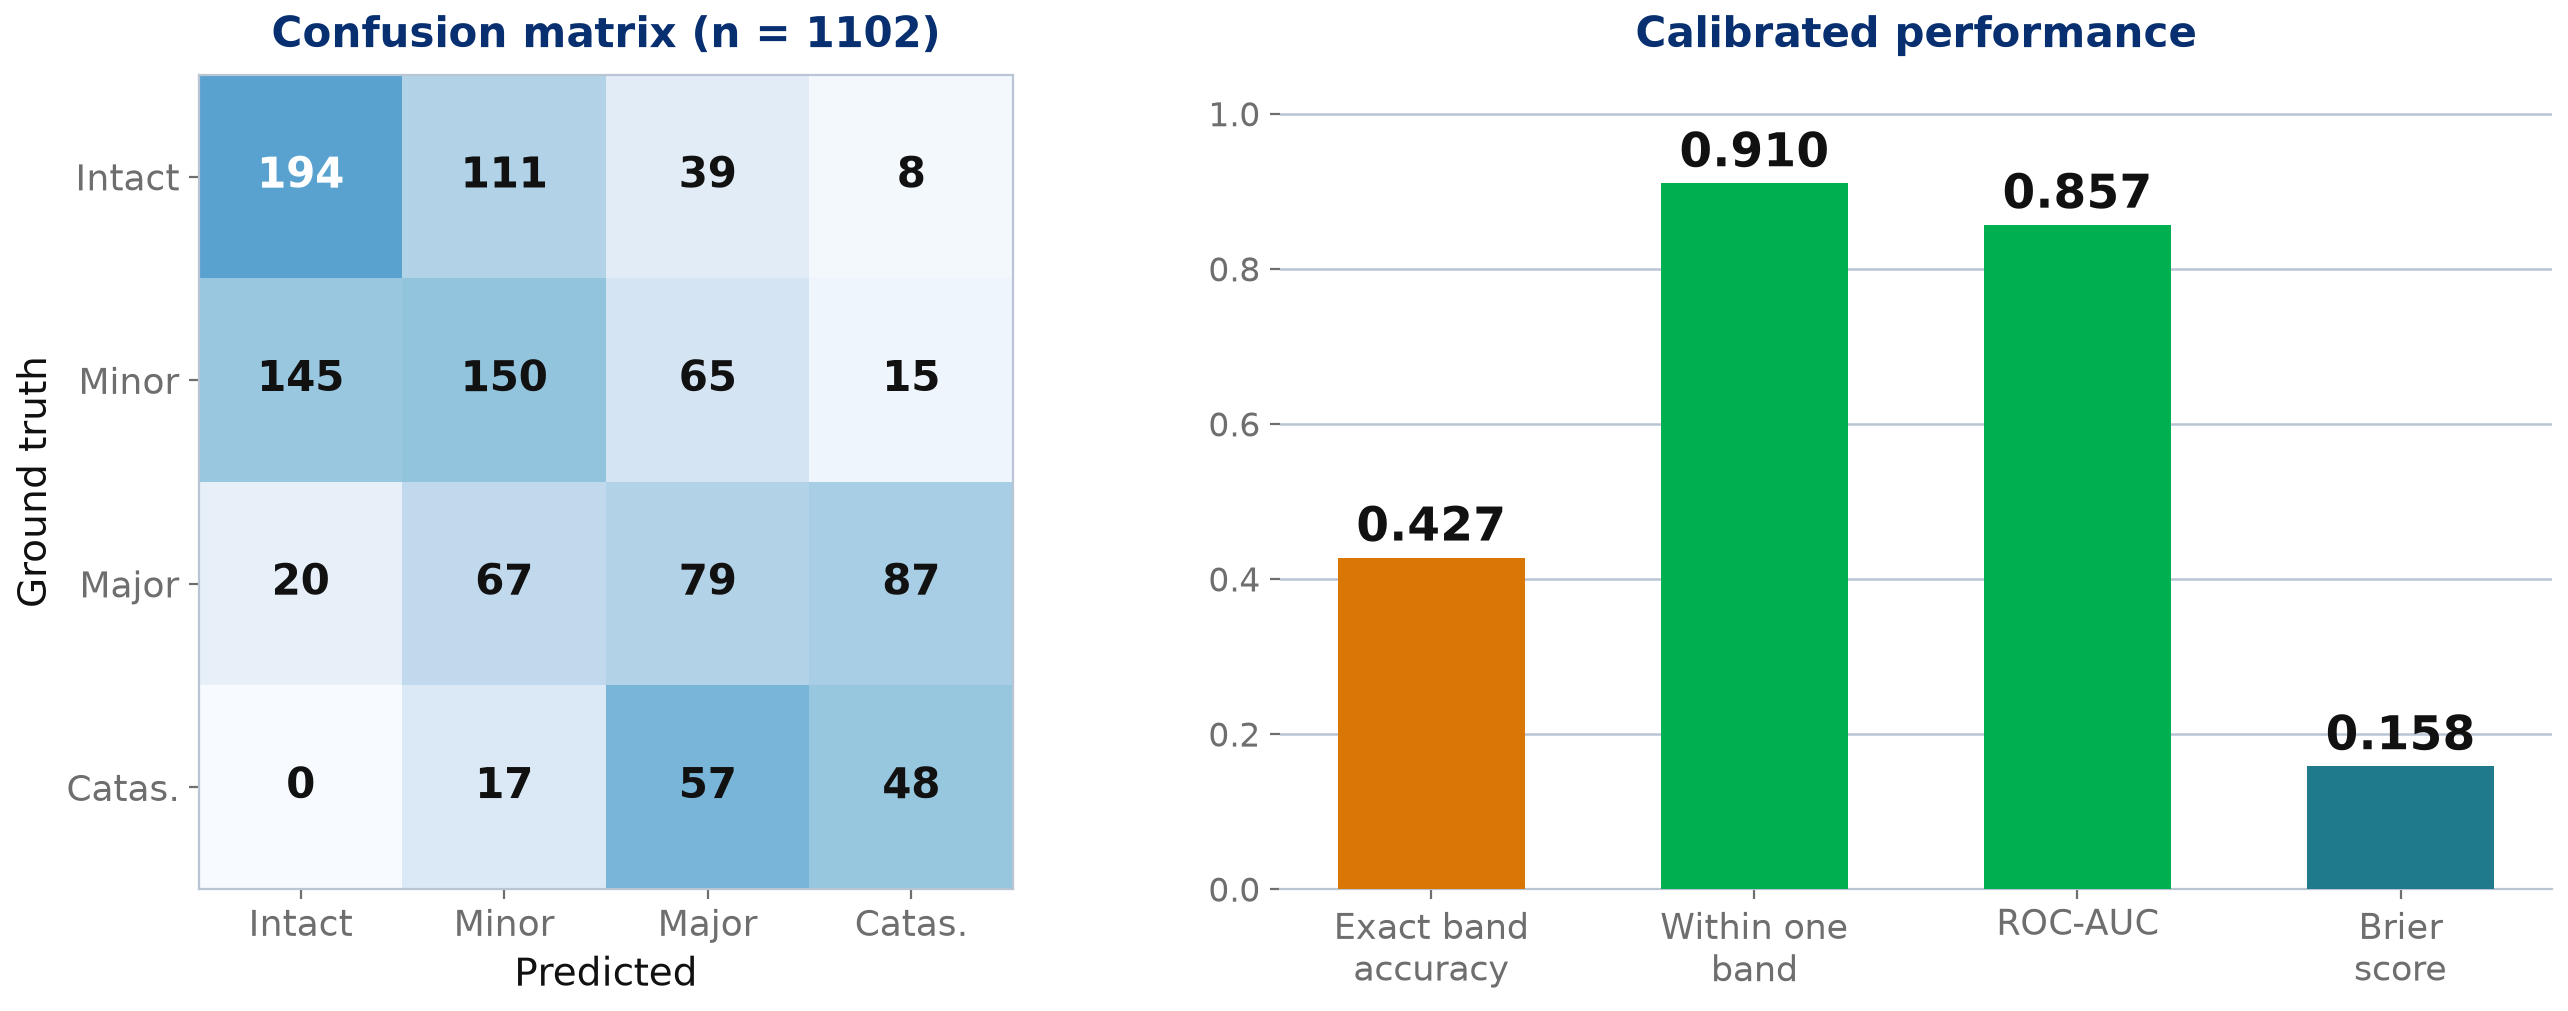 Confusion matrix (n = 1102)
Ground truth
Intact
194 111 39 8
Minor
145 150 65 15
Major
20 67 79 87
Catas.
0 17 57 48
Intact Minor Major Catas.
Predicted
Calibrated performance
1.0
0.8
0.6
0.4
0.2
0.0
0.427
0.910
0.857
0.158
Exact band
accuracy
Within one
band
ROC-AUC
Brier
score